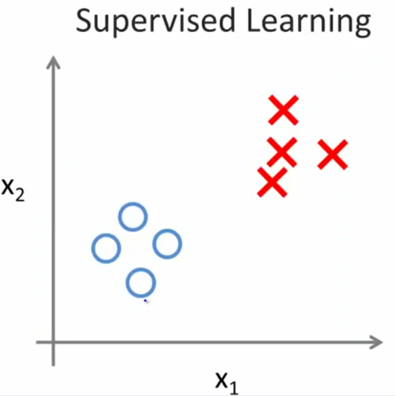 Supervised Learning
x₂
x₁